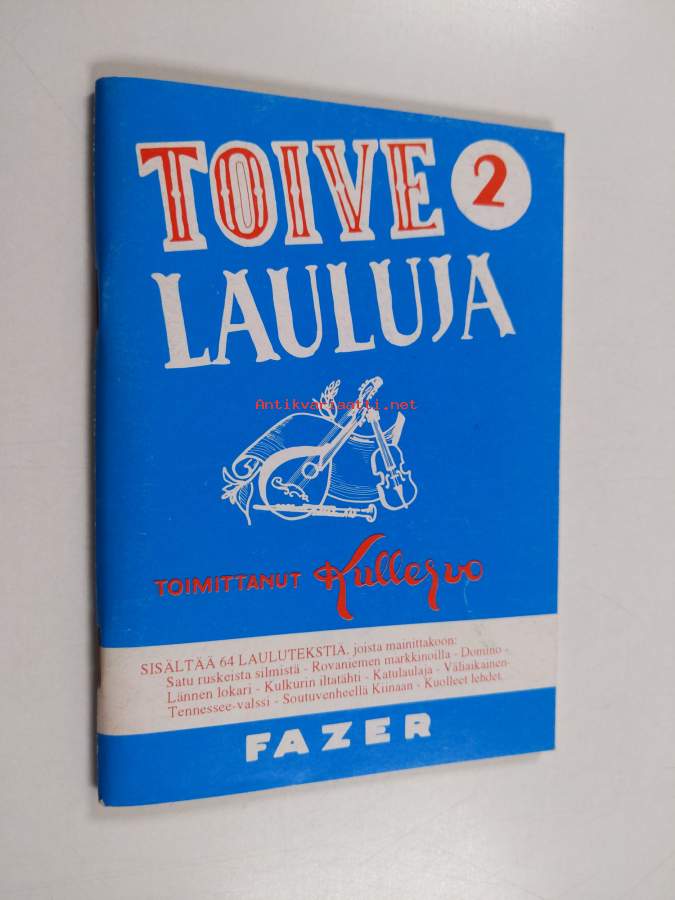 TOIVE 2
LAULUJA
Antikvariaatti.net
TOIMITTANUT Kullervo
SISÄLTÄÄ 64 LAULUTEKSTIÄ, joista mainittakoon:
Satu ruskeista silmistä - Rovaniemen markkinoilla - Domino -
Lännen lokari - Kulkurin iltatähti - Katulaulaja - Väliaikainen-
Tennessee-valssi - Soutuvenheellä Kiinaan - Kuolleet lehdet.
FAZER